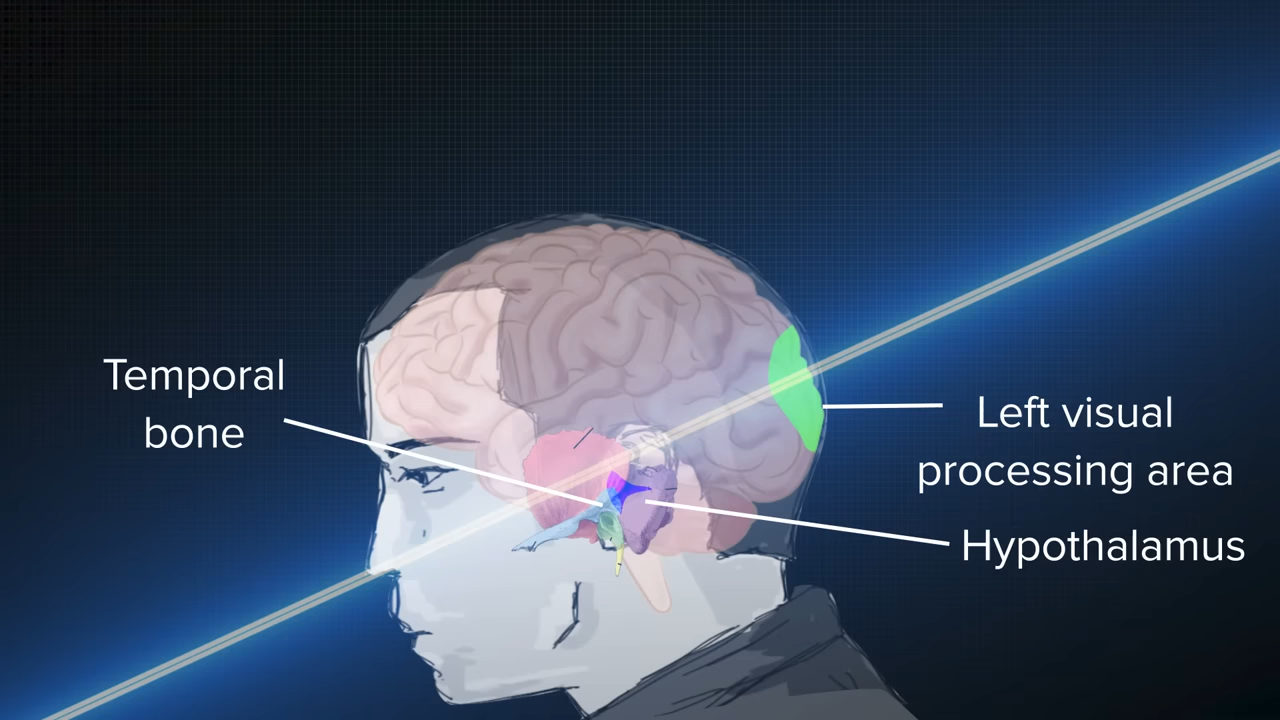 Temporal
bone
Left visual
processing area
Hypothalamus